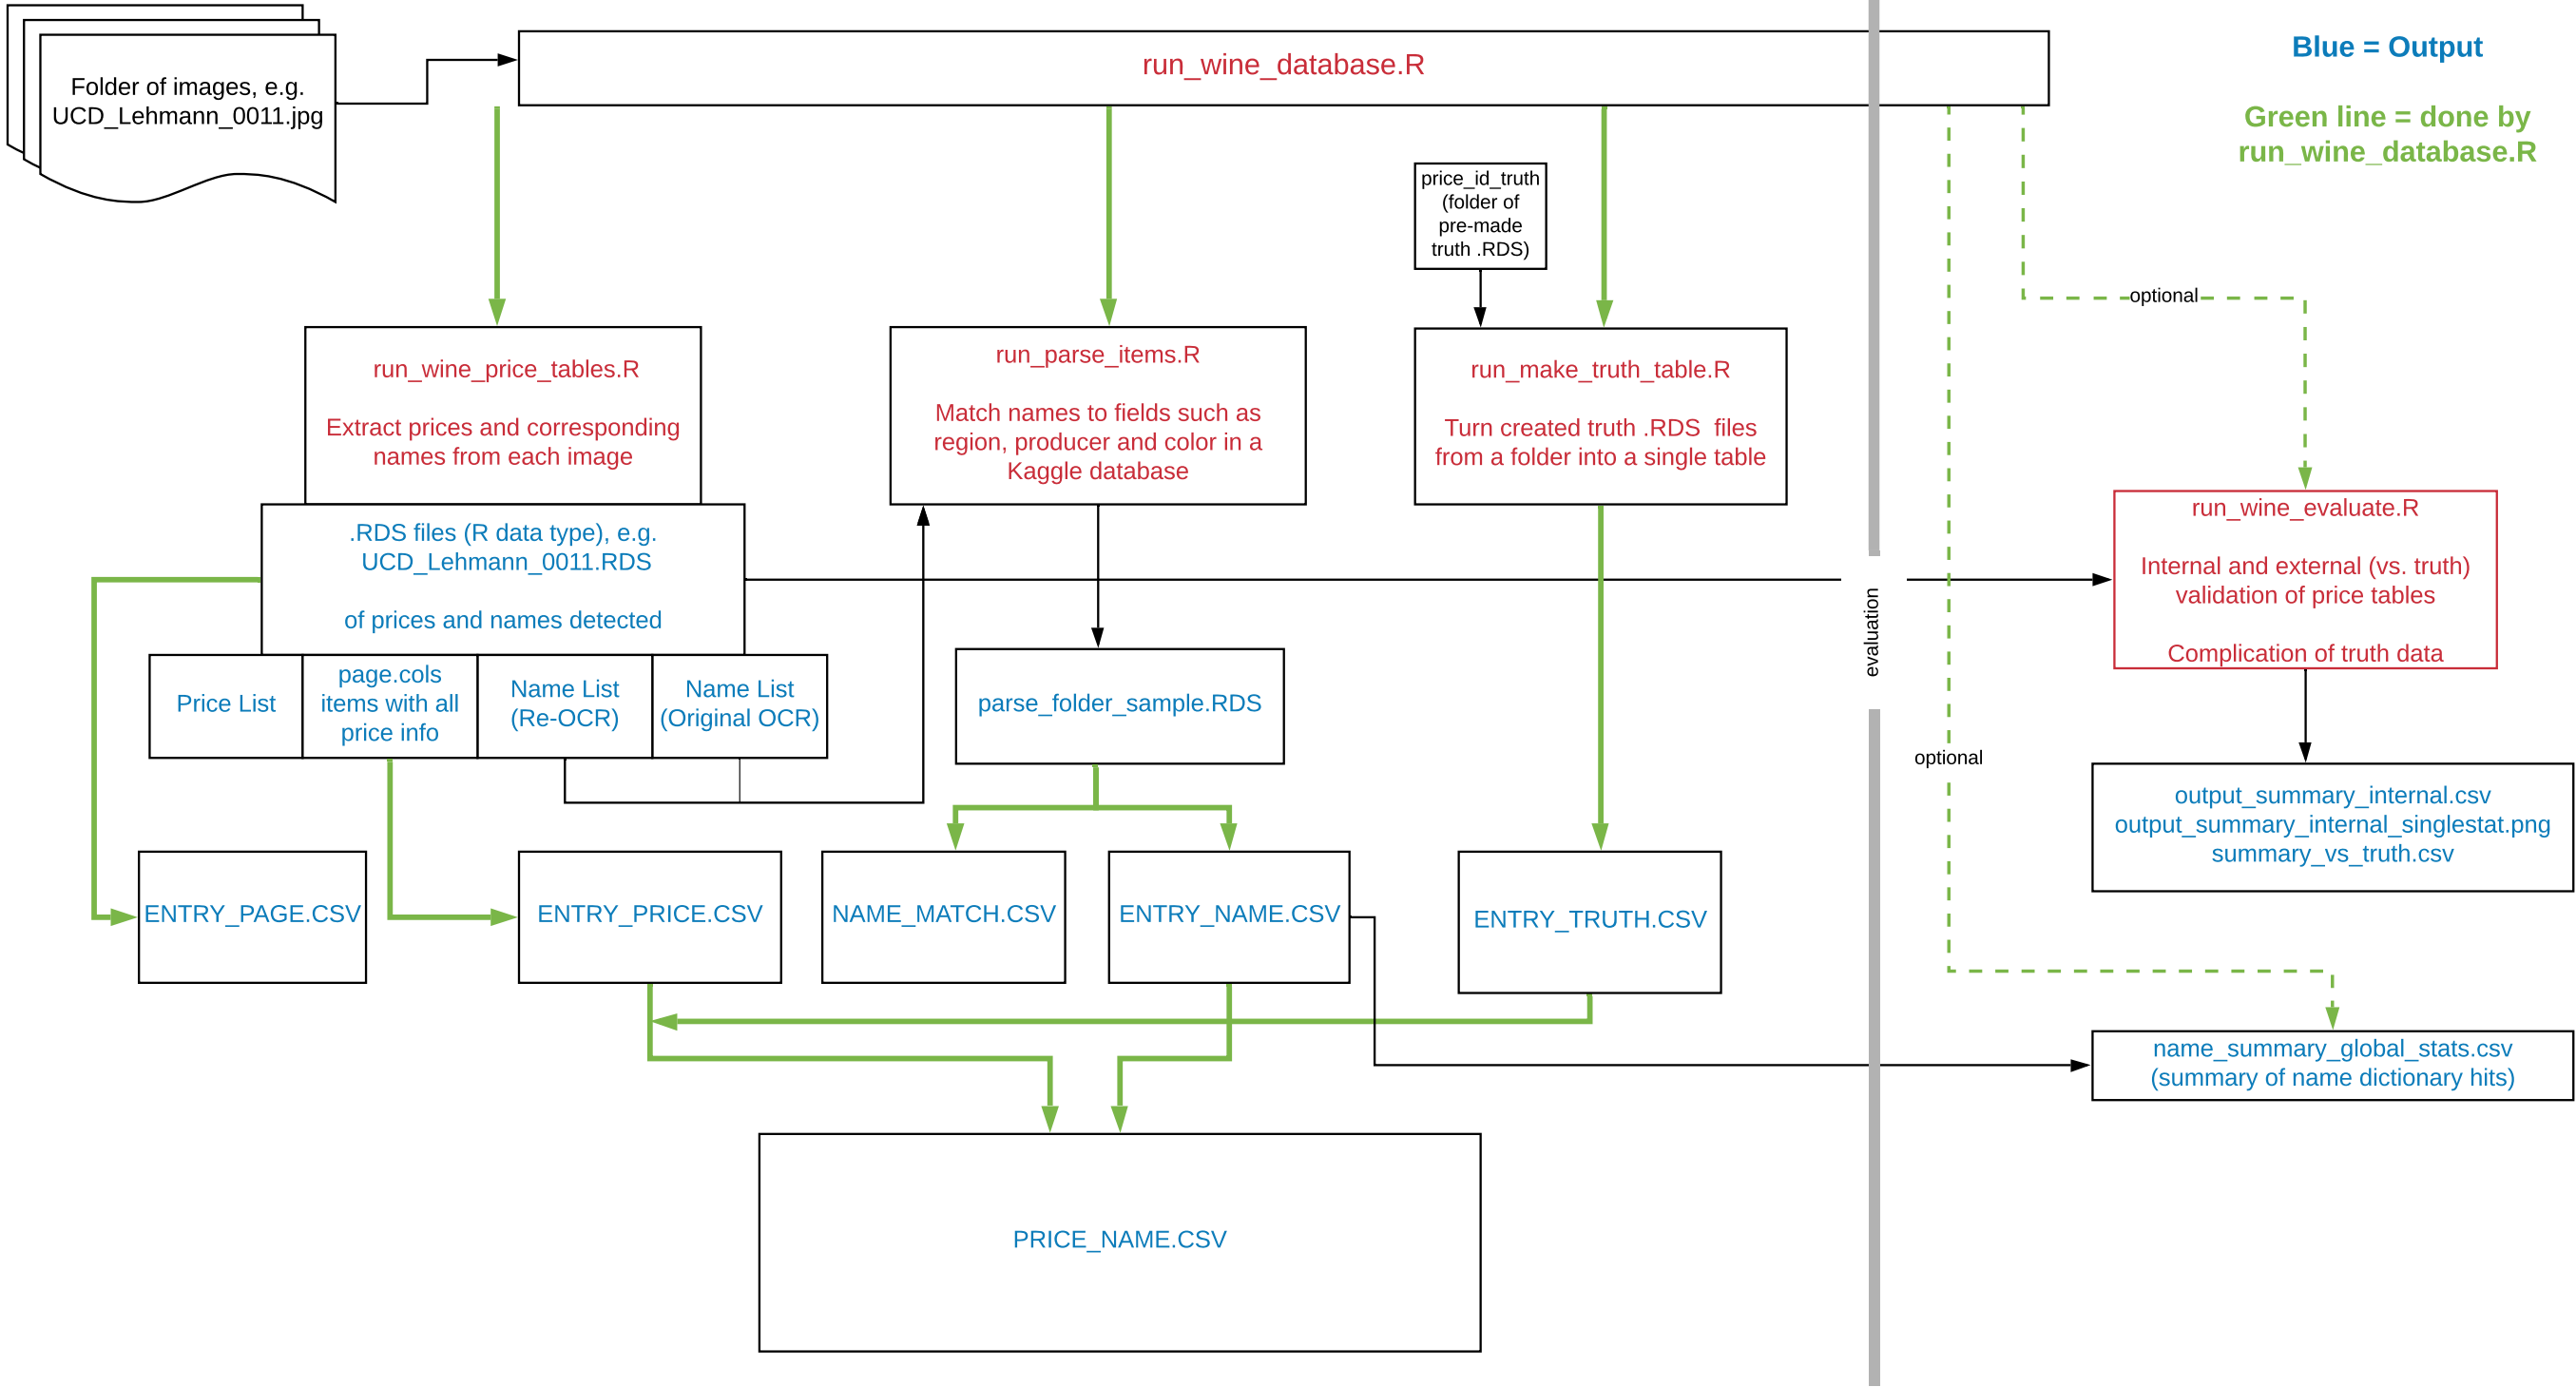 Folder of images, e.g.
UCD_Lehmann_0011.jpg
run_wine_database.R
Blue = Output
Green line = done by
run_wine_database.R
price_id_truth
(folder of
pre-made
truth .RDS)
optional
run_wine_price_tables.R
Extract prices and corresponding
names from each image
run_parse_items.R
Match names to fields such as
region, producer and color in a
Kaggle database
run_make_truth_table.R
Turn created truth .RDS files
from a folder into a single table
run_wine_evaluate.R
Internal and external (vs. truth)
validation of price tables
Complication of truth data
.RDS files (R data type), e.g.
UCD_Lehmann_0011.RDS
of prices and names detected
evaluation
Price List
page.cols
items with all
price info
Name List
(Re-OCR)
Name List
(Original OCR)
parse_folder_sample.RDS
optional
output_summary_internal.csv
output_summary_internal_singlestat.png
summary_vs_truth.csv
ENTRY_PAGE.CSV
ENTRY_PRICE.CSV
NAME_MATCH.CSV
ENTRY_NAME.CSV
ENTRY_TRUTH.CSV
name_summary_global_stats.csv
(summary of name dictionary hits)
PRICE_NAME.CSV